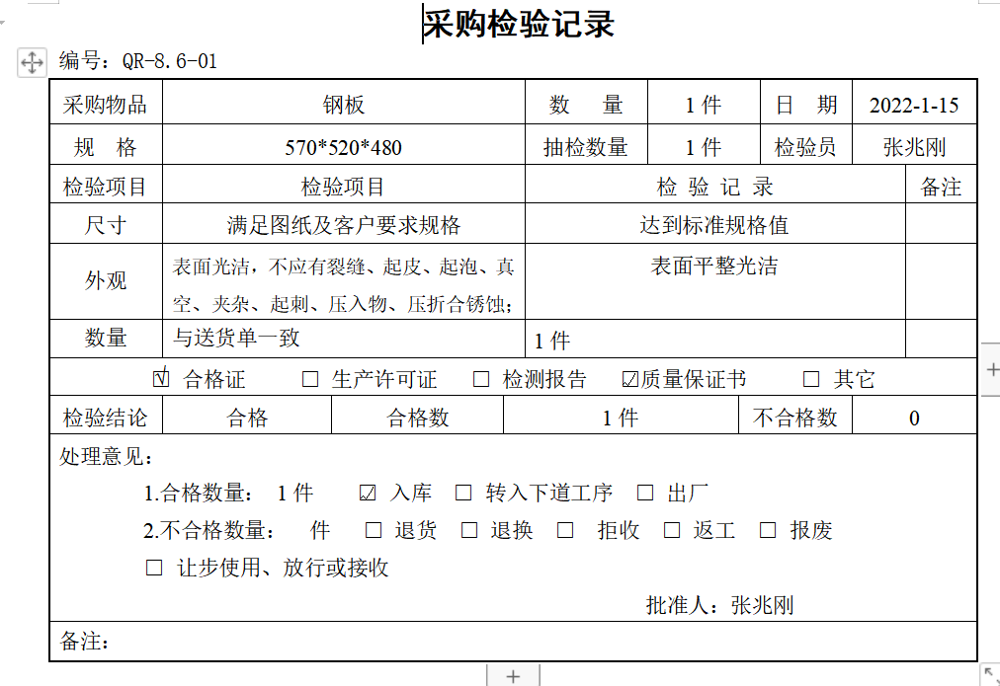 采购检验记录
编号：QR-8.6-01
采购物品 钢板 数 量 1 件 日 期 2022-1-15
规 格 570*520*480 抽检数量 1 件 检验员 张兆刚
检验项目 检验项目 检 验 记 录 备注
尺寸 满足图纸及客户要求规格 达到标准规格值
外观 表面光洁，不应有裂缝、起皮、起泡、真 表面平整光洁
空、夹杂、起刺、压入物、压折合锈蚀；
数量 与送货单一致 1 件
☑ 合格证 □ 生产许可证 □ 检测报告 ☑质量保证书 □ 其它
检验结论 合格 合格数 1 件 不合格数 0
处理意见：
1.合格数量： 1 件 ☑ 入库 □ 转入下道工序 □ 出厂
2.不合格数量： 件 □ 退货 □ 退换 □ 拒收 □ 返工 □ 报废
□ 让步使用、放行或接收
批准人：张兆刚
备注：